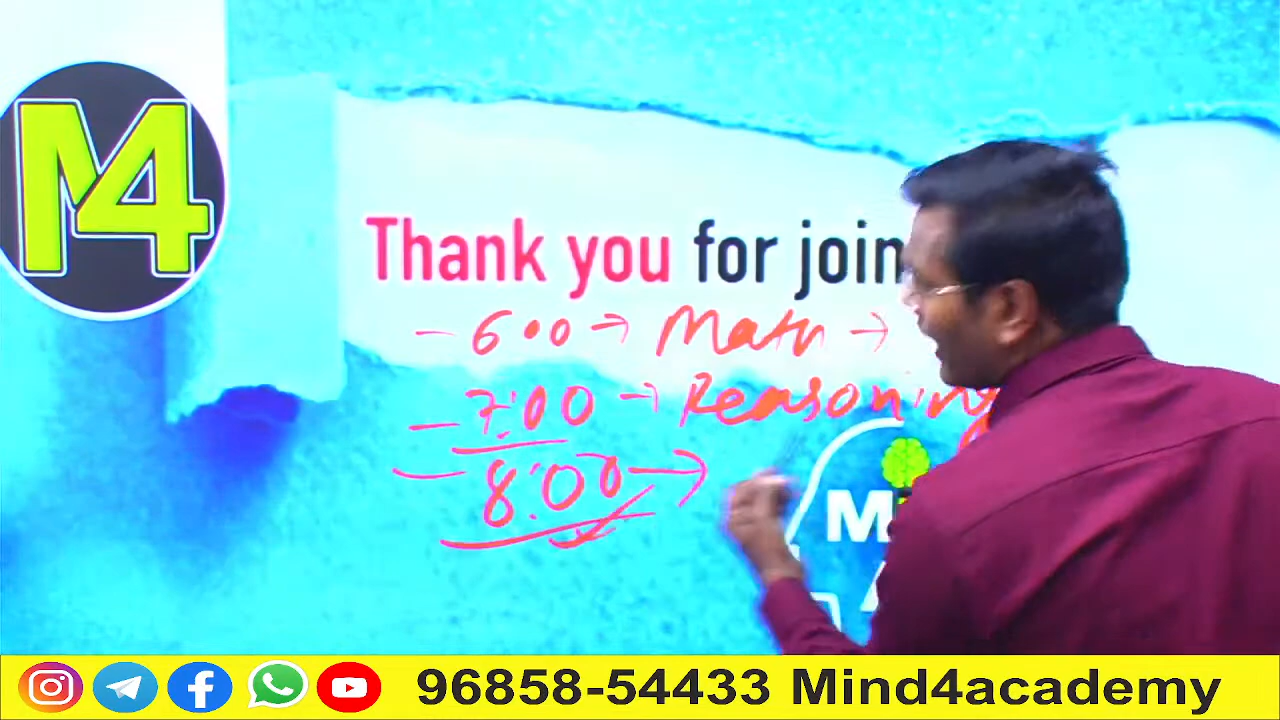 M4
Thank you for join
- 6:00 → Math →
- 7:00 → Reasoning
- 8:00 →
M
96858-54433 Mind4academy